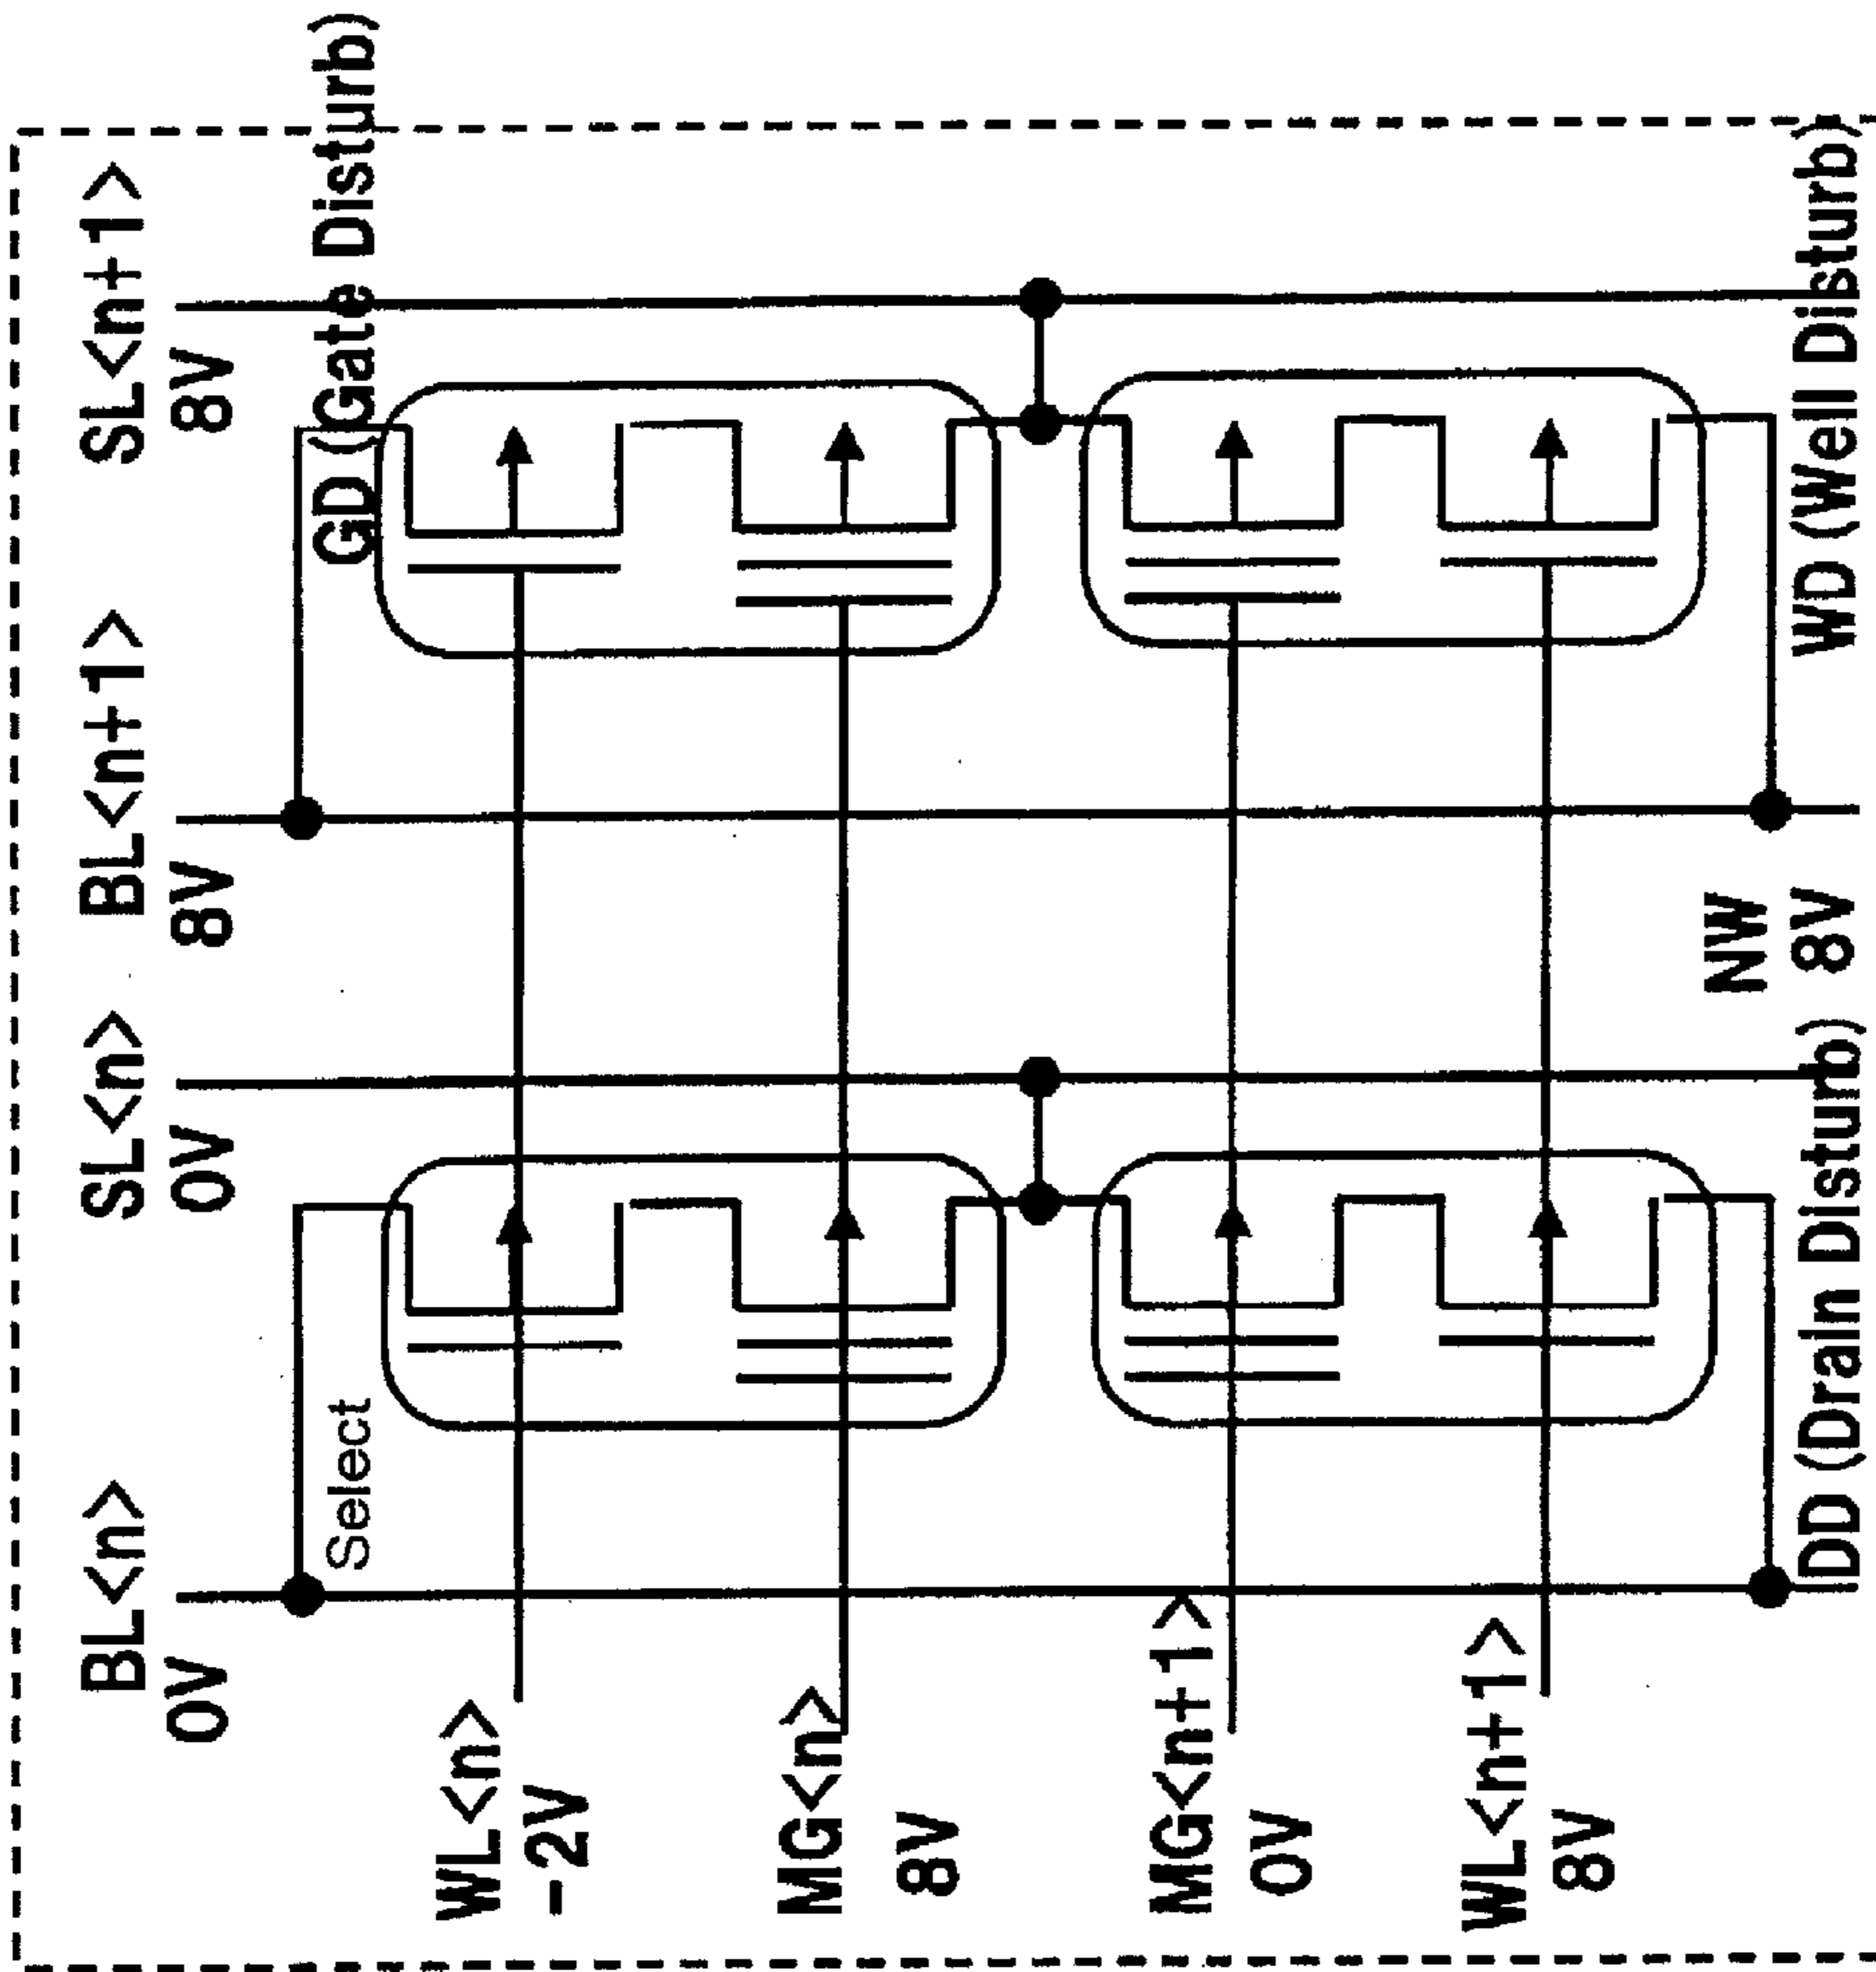 BL<n> SL<n> BL<n+1> SL<n+1>
0V 0V 8V 8V
Select GD (Gate Disturb)
WL<n>
-2V
MG<n>
8V
MG<n+1>
0V
WL<n+1>
8V
NW
DD (Drain Disturb) 8V WD (Well Disturb)